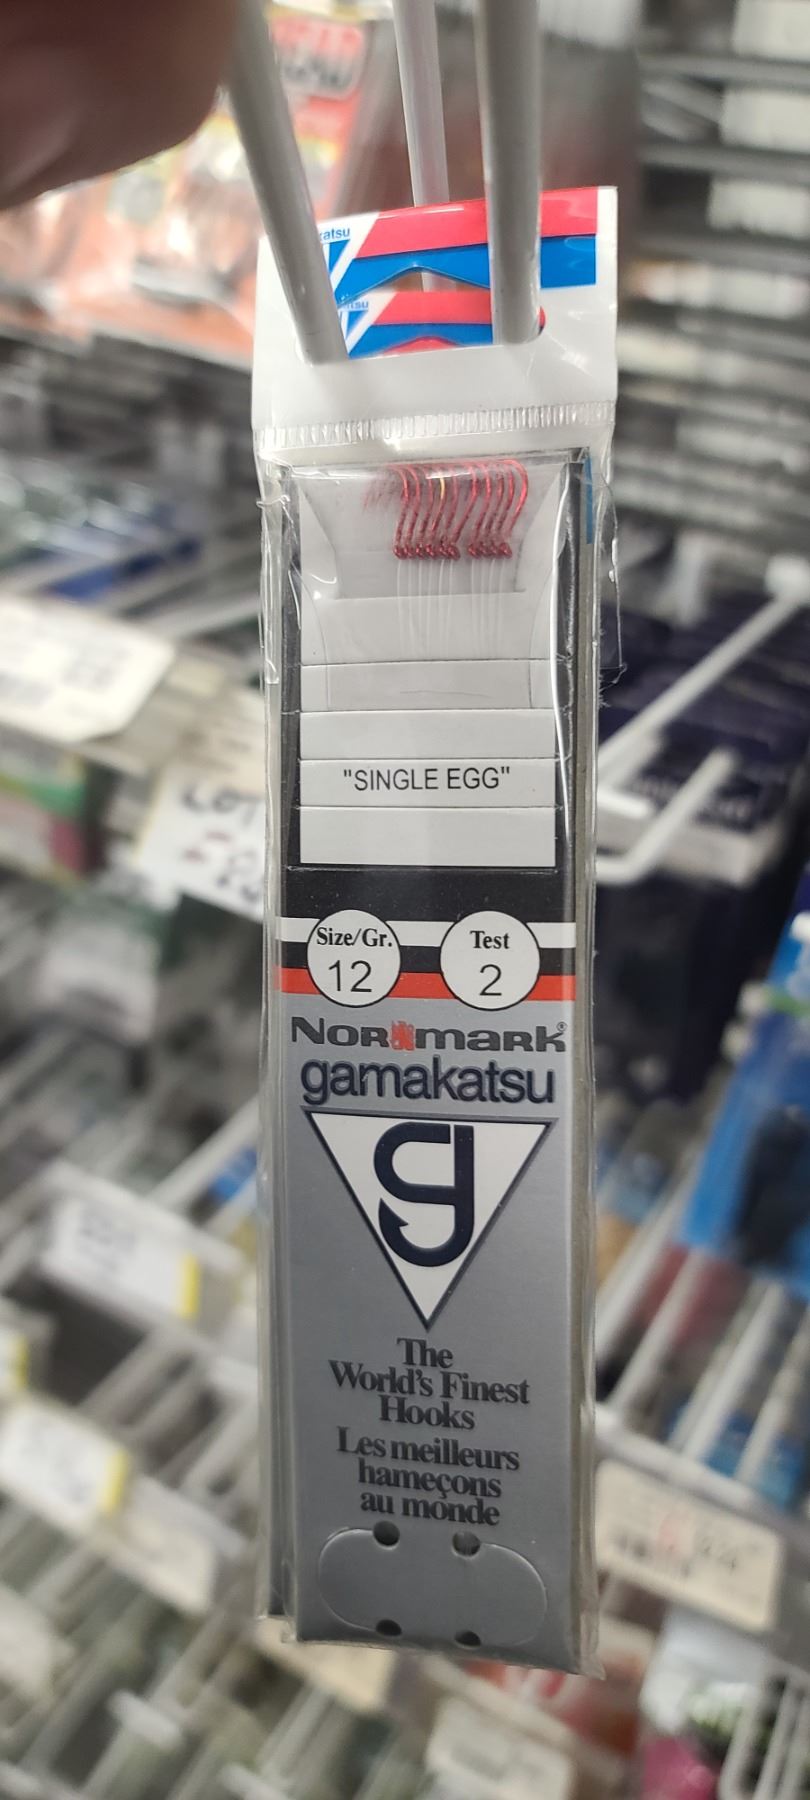 "SINGLE EGG"
Size/Gr.
12
Test
2
NORMARK®
gamakatsu
g
The
World's Finest
Hooks
Les meilleurs
hameçons
au monde